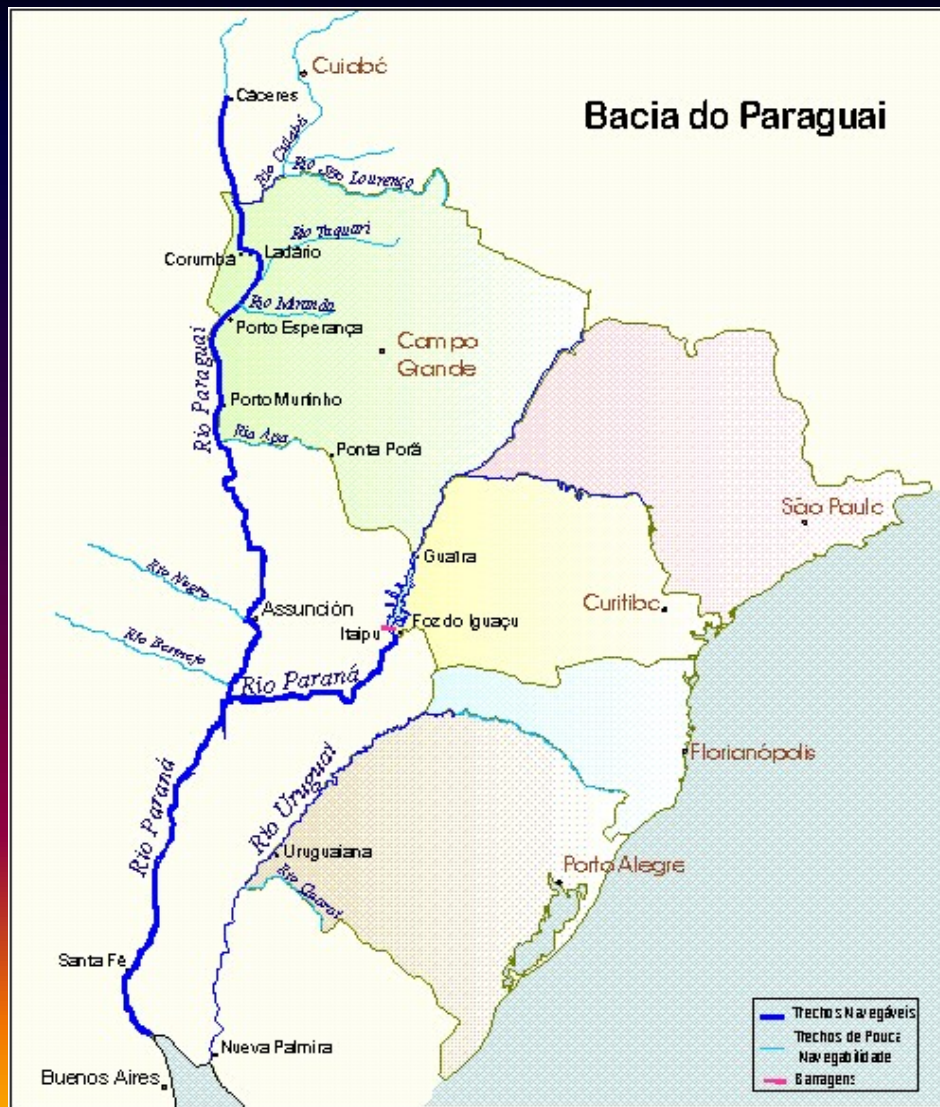 Cuiabá
Cáceres
Bacia do Paraguai
Rio Cuiabá
Rio São Lourenço
Rio Taquari
Corumbá
Ladário
Rio Miranda
Porto Esperança
Campo
Grande
Rio Paraguai
Porto Murtinho
Rio Apa
Ponta Porã
São Paulo
Guaíra
Rio Negro
Assunción
Curitiba
Itaipu
Foz do Iguaçu
Rio Bermejo
Rio Paraná
Florianópolis
Rio Uruguai
Rio Paraná
Uruguaiana
Porto Alegre
Rio Quaraí
Santa Fé
Nueva Palmira
Buenos Aires
Trechos Navegáveis
Trechos de Pouca
Navegabilidade
Barragens